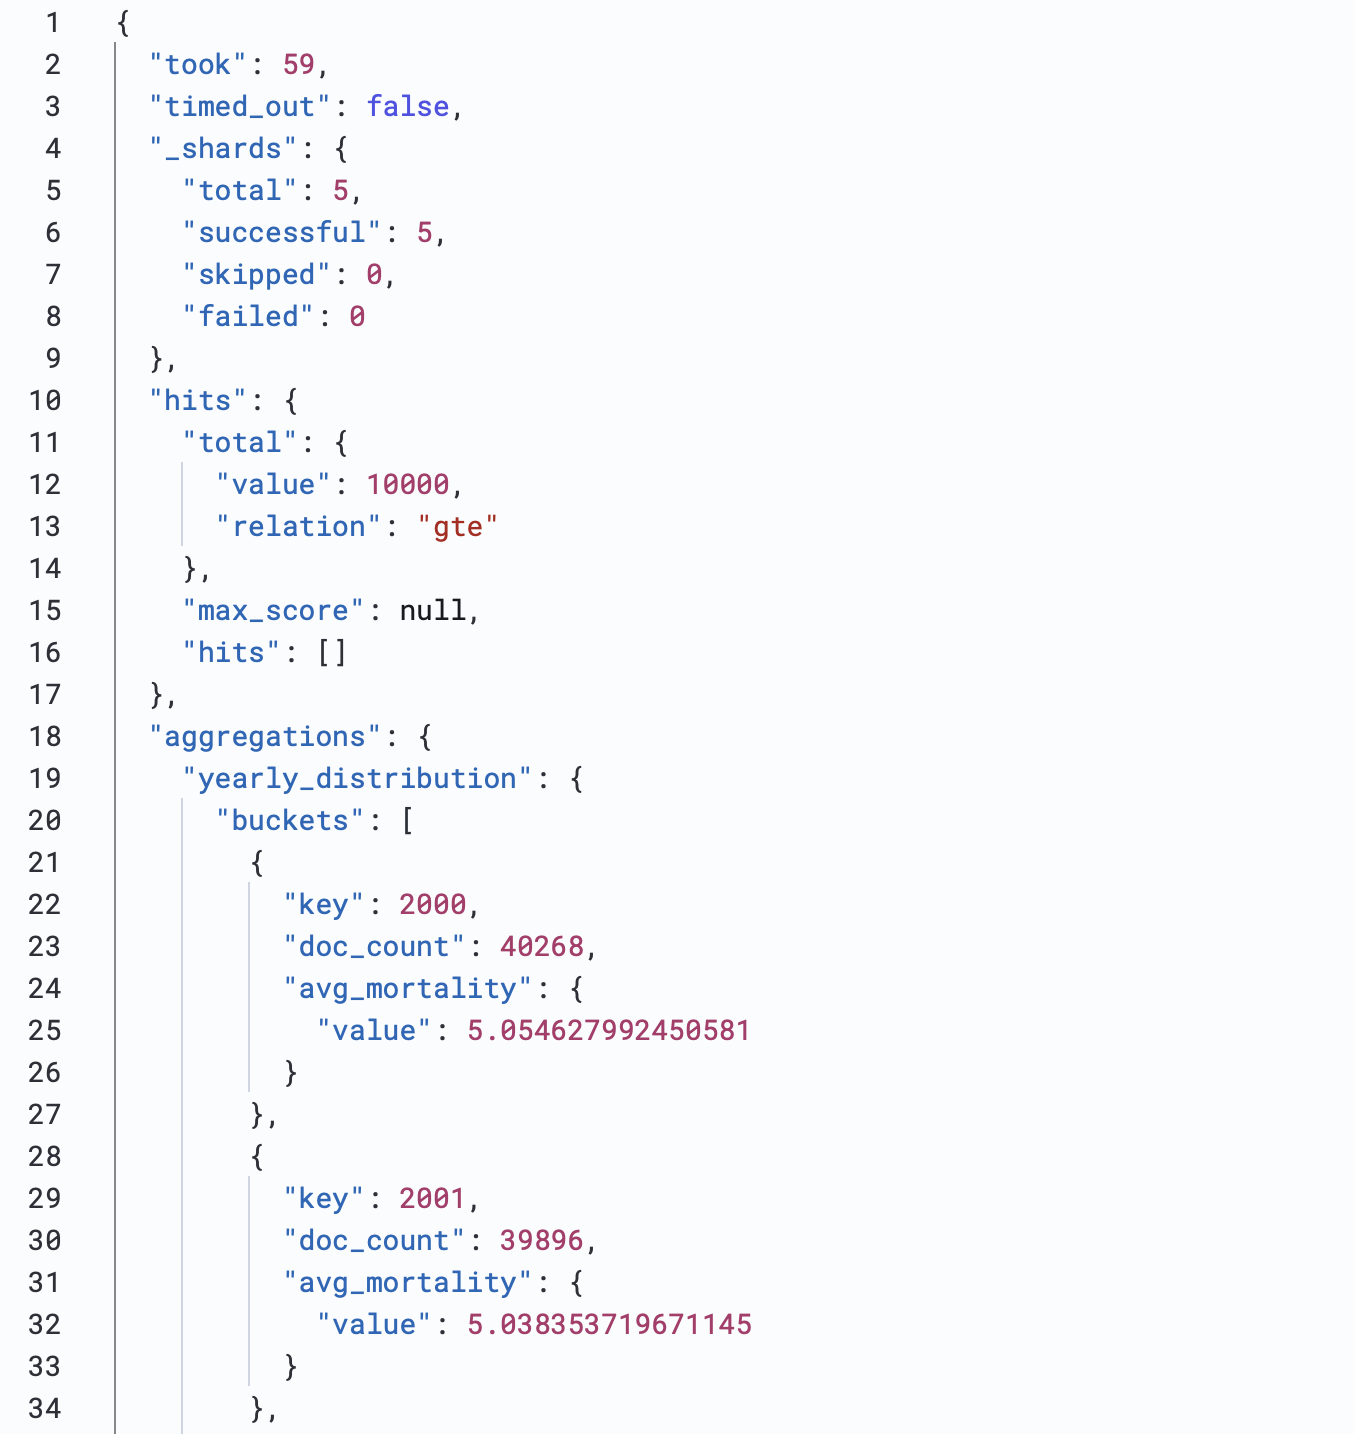 1 {
2   "took": 59,
3   "timed_out": false,
4   "_shards": {
5     "total": 5,
6     "successful": 5,
7     "skipped": 0,
8     "failed": 0
9   },
10   "hits": {
11     "total": {
12       "value": 10000,
13       "relation": "gte"
14     },
15     "max_score": null,
16     "hits": []
17   },
18   "aggregations": {
19     "yearly_distribution": {
20       "buckets": [
21         {
22           "key": 2000,
23           "doc_count": 40268,
24           "avg_mortality": {
25             "value": 5.054627992450581
26           }
27         },
28         {
29           "key": 2001,
30           "doc_count": 39896,
31           "avg_mortality": {
32             "value": 5.038353719671145
33           }
34         },